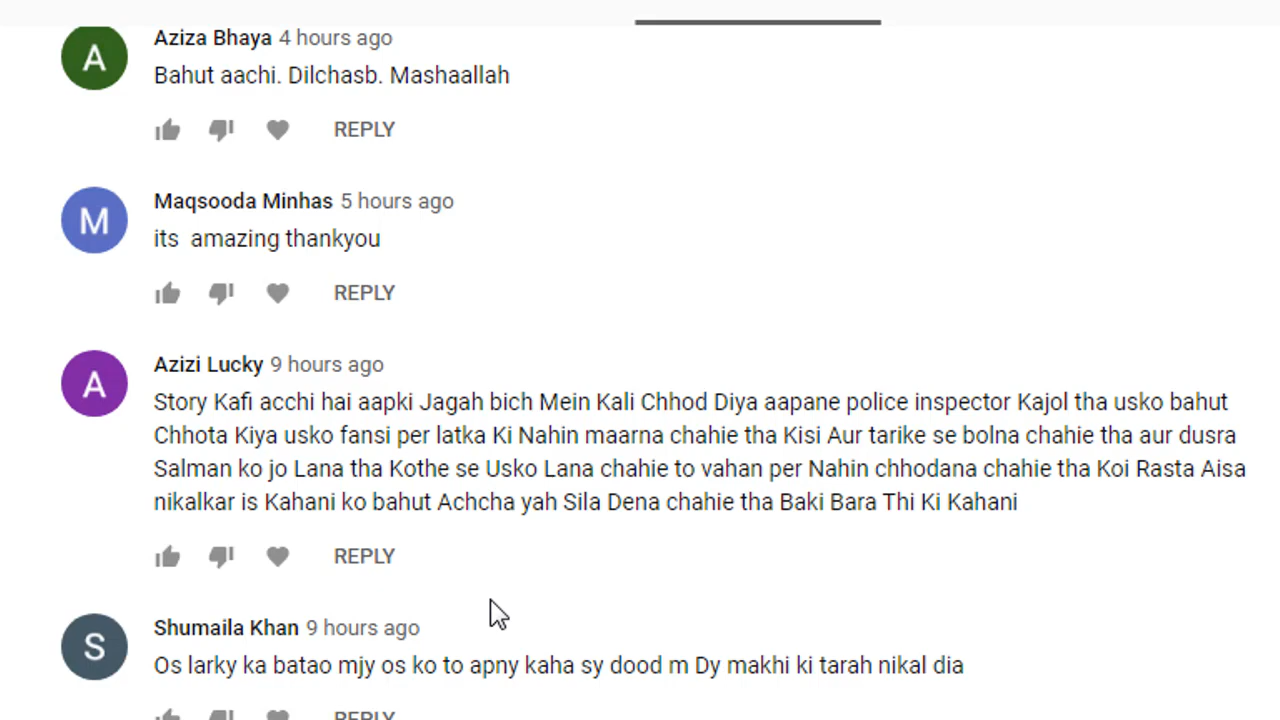 A Aziza Bhaya 4 hours ago
Bahut aachi. Dilchasb. Mashaallah
REPLY
M Maqsooda Minhas 5 hours ago
its  amazing thankyou
REPLY
A Azizi Lucky 9 hours ago
Story Kafi acchi hai aapki Jagah bich Mein Kali Chhod Diya aapane police inspector Kajol tha usko bahut
Chhota Kiya usko fansi per latka Ki Nahin maarna chahie tha Kisi Aur tarike se bolna chahie tha aur dusra
Salman ko jo Lana tha Kothe se Usko Lana chahie to vahan per Nahin chhodana chahie tha Koi Rasta Aisa
nikalkar is Kahani ko bahut Achcha yah Sila Dena chahie tha Baki Bara Thi Ki Kahani
REPLY
S Shumaila Khan 9 hours ago
Os larky ka batao mjy os ko to apny kaha sy dood m Dy makhi ki tarah nikal dia
REPLY